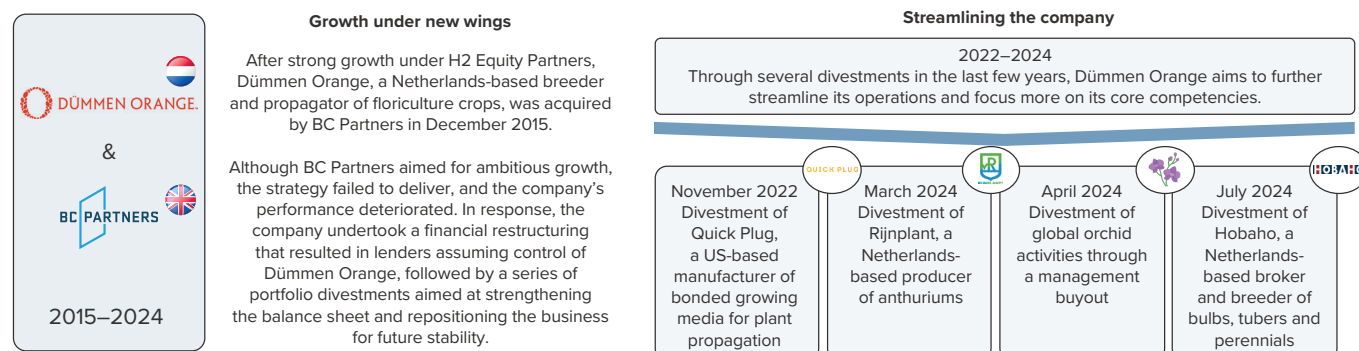 DÜMMEN ORANGE.
&
BC PARTNERS
2015–2024
Growth under new wings
After strong growth under H2 Equity Partners,
Dümmen Orange, a Netherlands-based breeder
and propagator of floriculture crops, was acquired
by BC Partners in December 2015.
Although BC Partners aimed for ambitious growth,
the strategy failed to deliver, and the company’s
performance deteriorated. In response, the
company undertook a financial restructuring
that resulted in lenders assuming control of
Dümmen Orange, followed by a series of
portfolio divestments aimed at strengthening
the balance sheet and repositioning the business
for future stability.
Streamlining the company
2022–2024
Through several divestments in the last few years, Dümmen Orange aims to further
streamline its operations and focus more on its core competencies.
QUICK PLUG
November 2022
Divestment of
Quick Plug,
a US-based
manufacturer of
bonded growing
media for plant
propagation
March 2024
Divestment of
Rijnplant, a
Netherlands-
based producer
of anthuriums
April 2024
Divestment of
global orchid
activities through
a management
buyout
HOBAHO
July 2024
Divestment of
Hobaho, a
Netherlands-
based broker
and breeder of
bulbs, tubers and
perennials